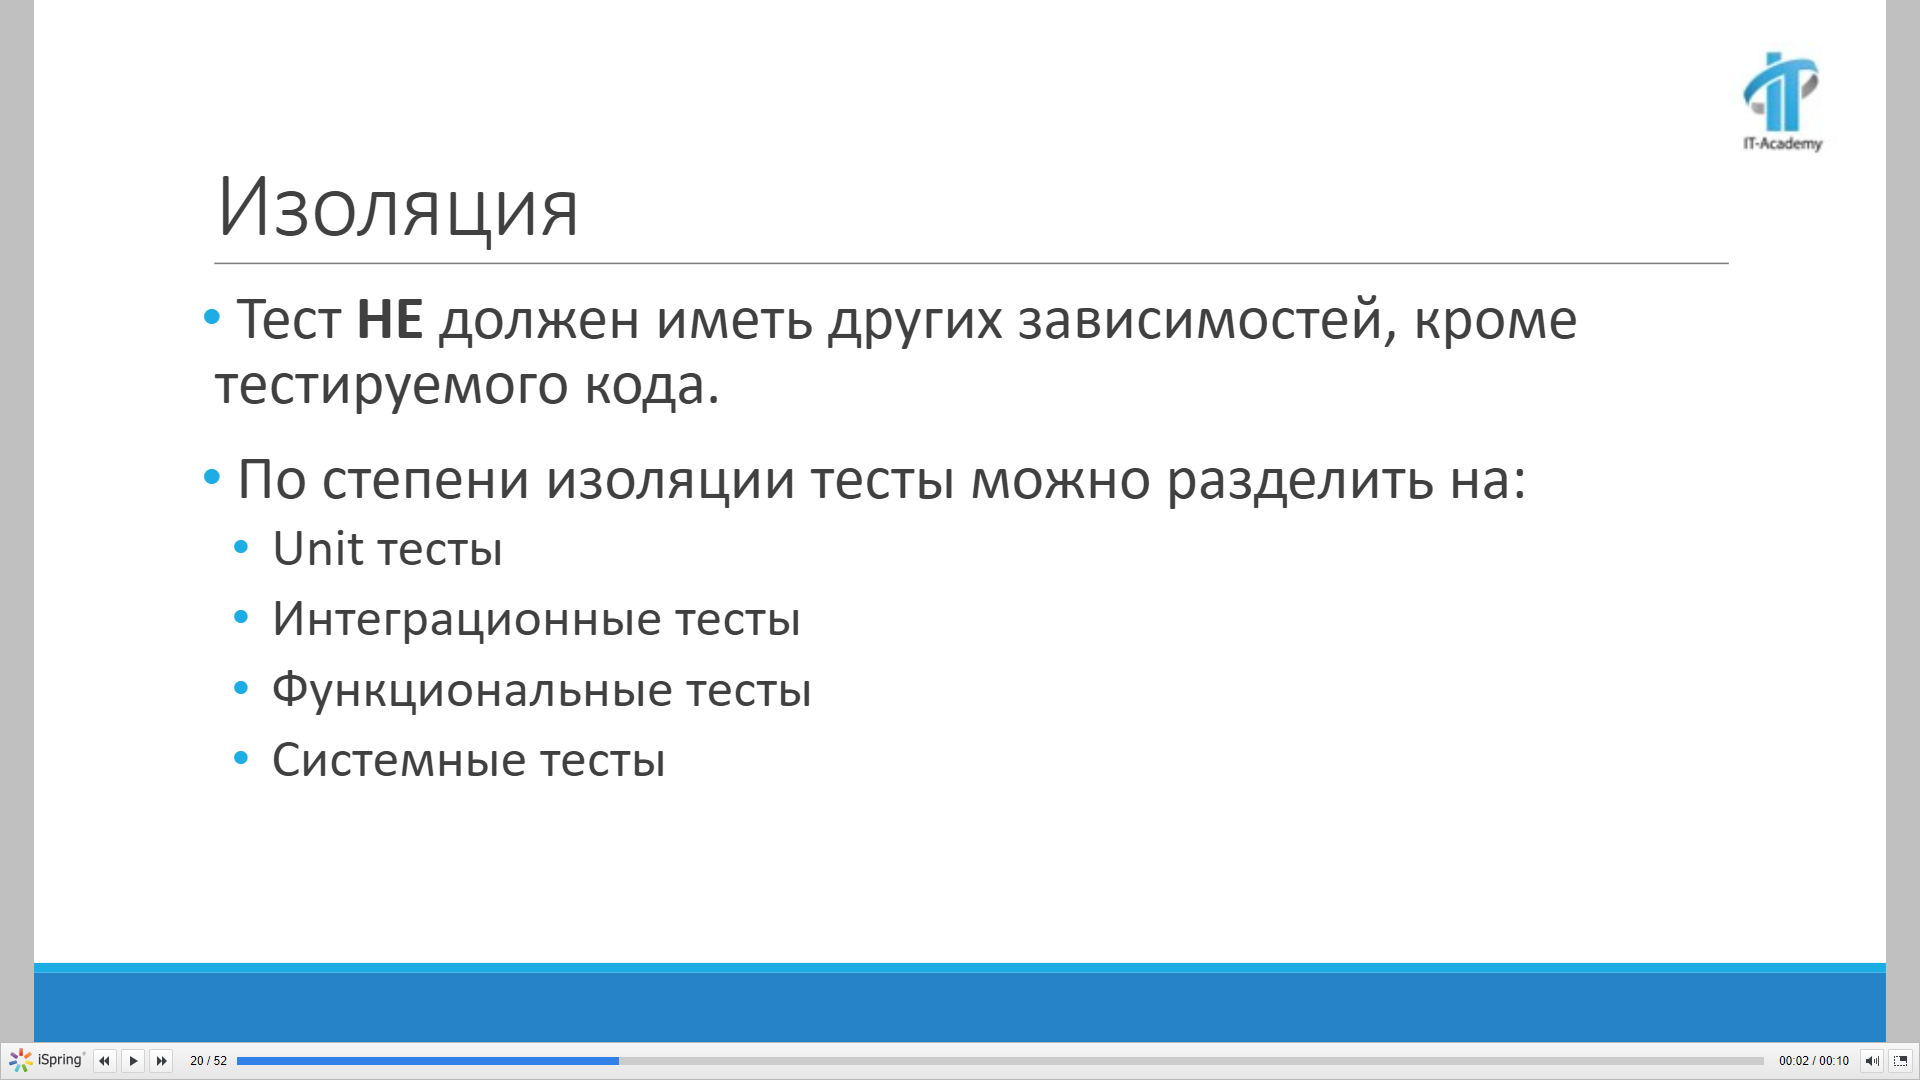 IT-Academy
Изоляция
• Тест НЕ должен иметь других зависимостей, кроме
тестируемого кода.
• По степени изоляции тесты можно разделить на:
• Unit тесты
• Интеграционные тесты
• Функциональные тесты
• Системные тесты
iSpring
20 / 52
00:02 / 00:10